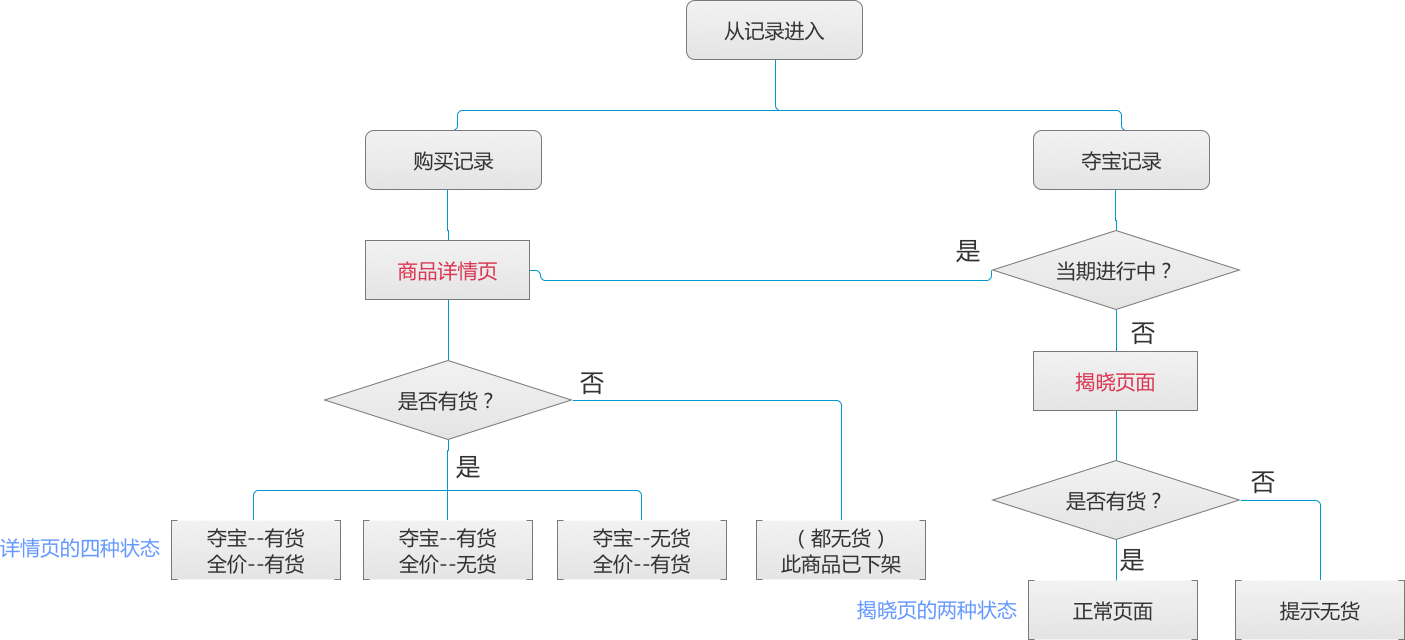 从记录进入
购买记录
夺宝记录
是
商品详情页
当期进行中？
否
揭晓页面
否
是否有货？
是
否
是否有货？
夺宝--有货
全价--有货
夺宝--有货
全价--无货
夺宝--无货
全价--有货
（都无货）
此商品已下架
详情页的四种状态
是
揭晓页的两种状态
正常页面
提示无货